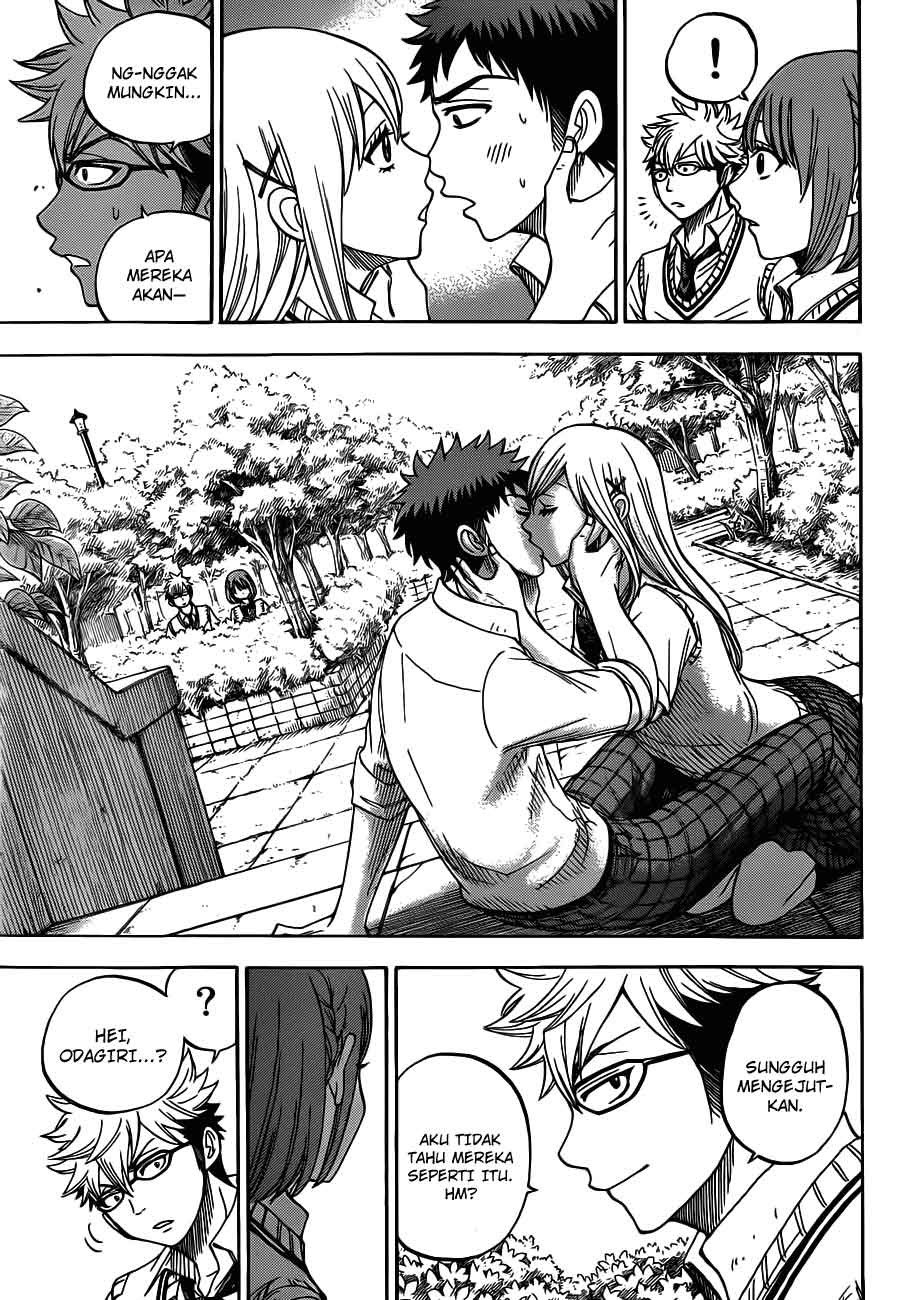 !
NG-NGGAK
MUNGKIN...
APA
MEREKA
AKAN—
SUNGGUH
MENGEJUT-
KAN.
AKU TIDAK
TAHU MEREKA
SEPERTI ITU.
HM?
?
HEI,
ODAGIRI...?